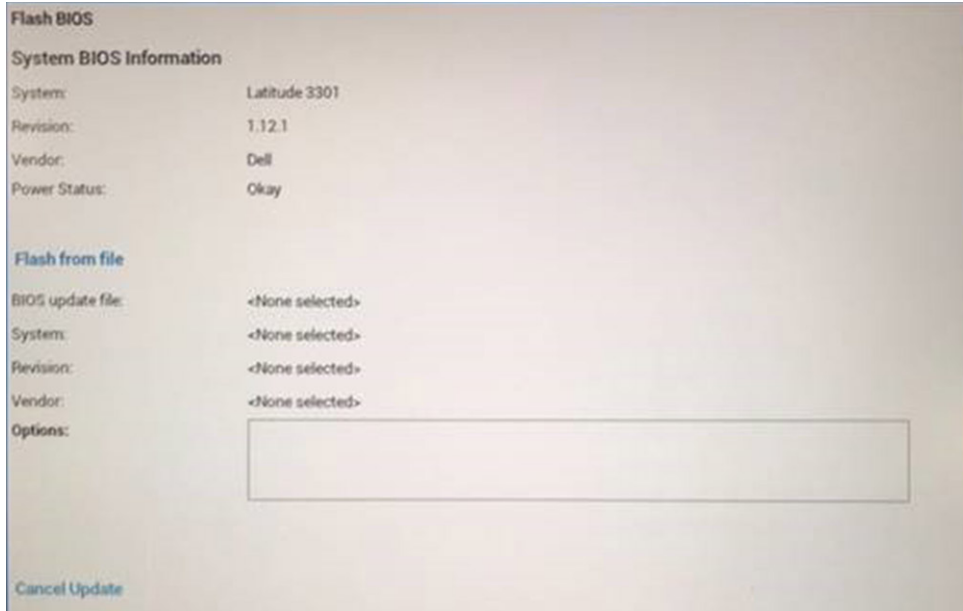 Flash BIOS
System BIOS Information
System: Latitude 3301
Revision: 1.12.1
Vendor: Dell
Power Status: Okay
Flash from file
BIOS update file: <None selected>
System: <None selected>
Revision: <None selected>
Vendor: <None selected>
Options:
Cancel Update